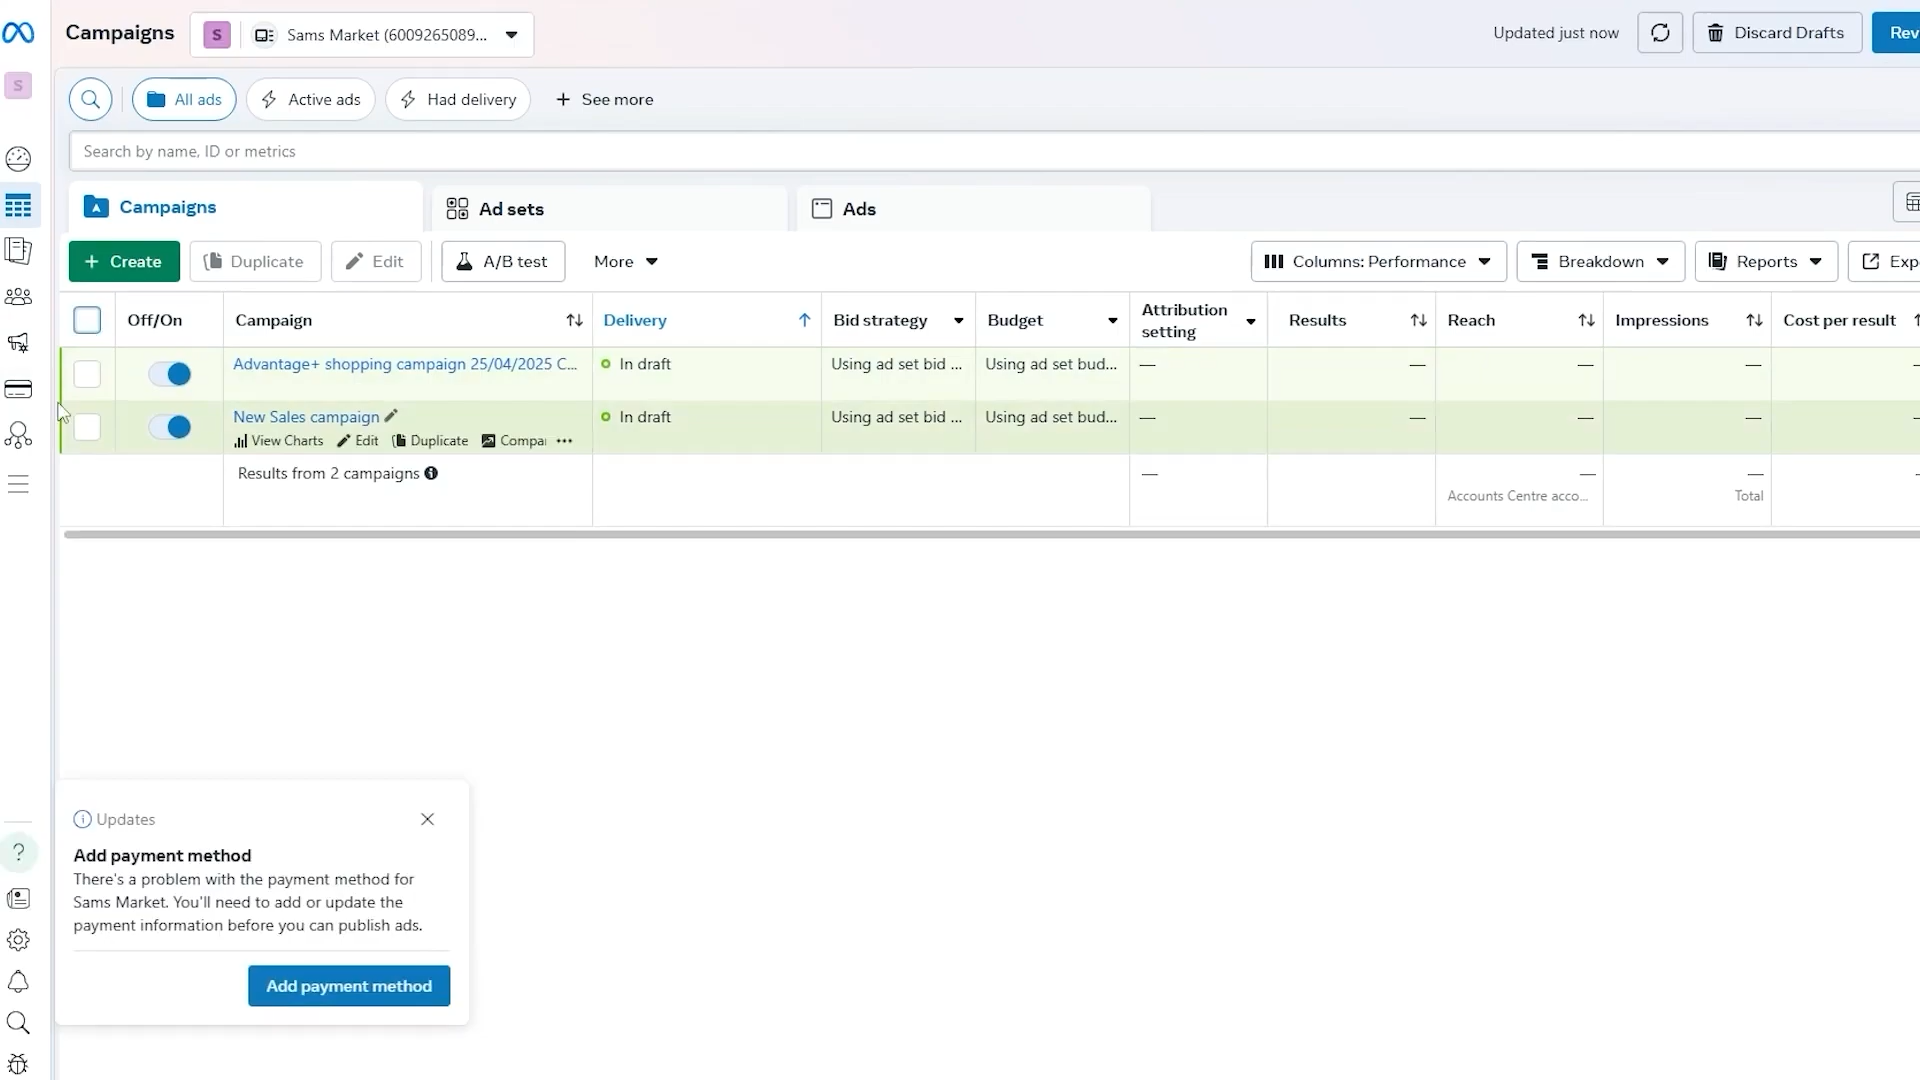 Campaigns
S
Sams Market (6009265089...
Updated just now
Discard Drafts
Rev
S
All ads
Active ads
Had delivery
+ See more
Search by name, ID or metrics
Campaigns
Ad sets
Ads
+ Create
Duplicate
Edit
A/B test
More
Columns: Performance
Breakdown
Reports
Exp
Off/On
Campaign
Delivery
Bid strategy
Budget
Attribution
setting
Results
Reach
Impressions
Cost per result
Advantage+ shopping campaign 25/04/2025 C...
In draft
Using ad set bid ...
Using ad set bud...
—
—
—
—
—
New Sales campaign
In draft
Using ad set bid ...
Using ad set bud...
—
—
—
—
—
View Charts
Edit
Duplicate
Compa
...
Results from 2 campaigns
—
—
—
—
Accounts Centre acco...
Total
Updates
Add payment method
There's a problem with the payment method for
Sams Market. You'll need to add or update the
payment information before you can publish ads.
Add payment method
?